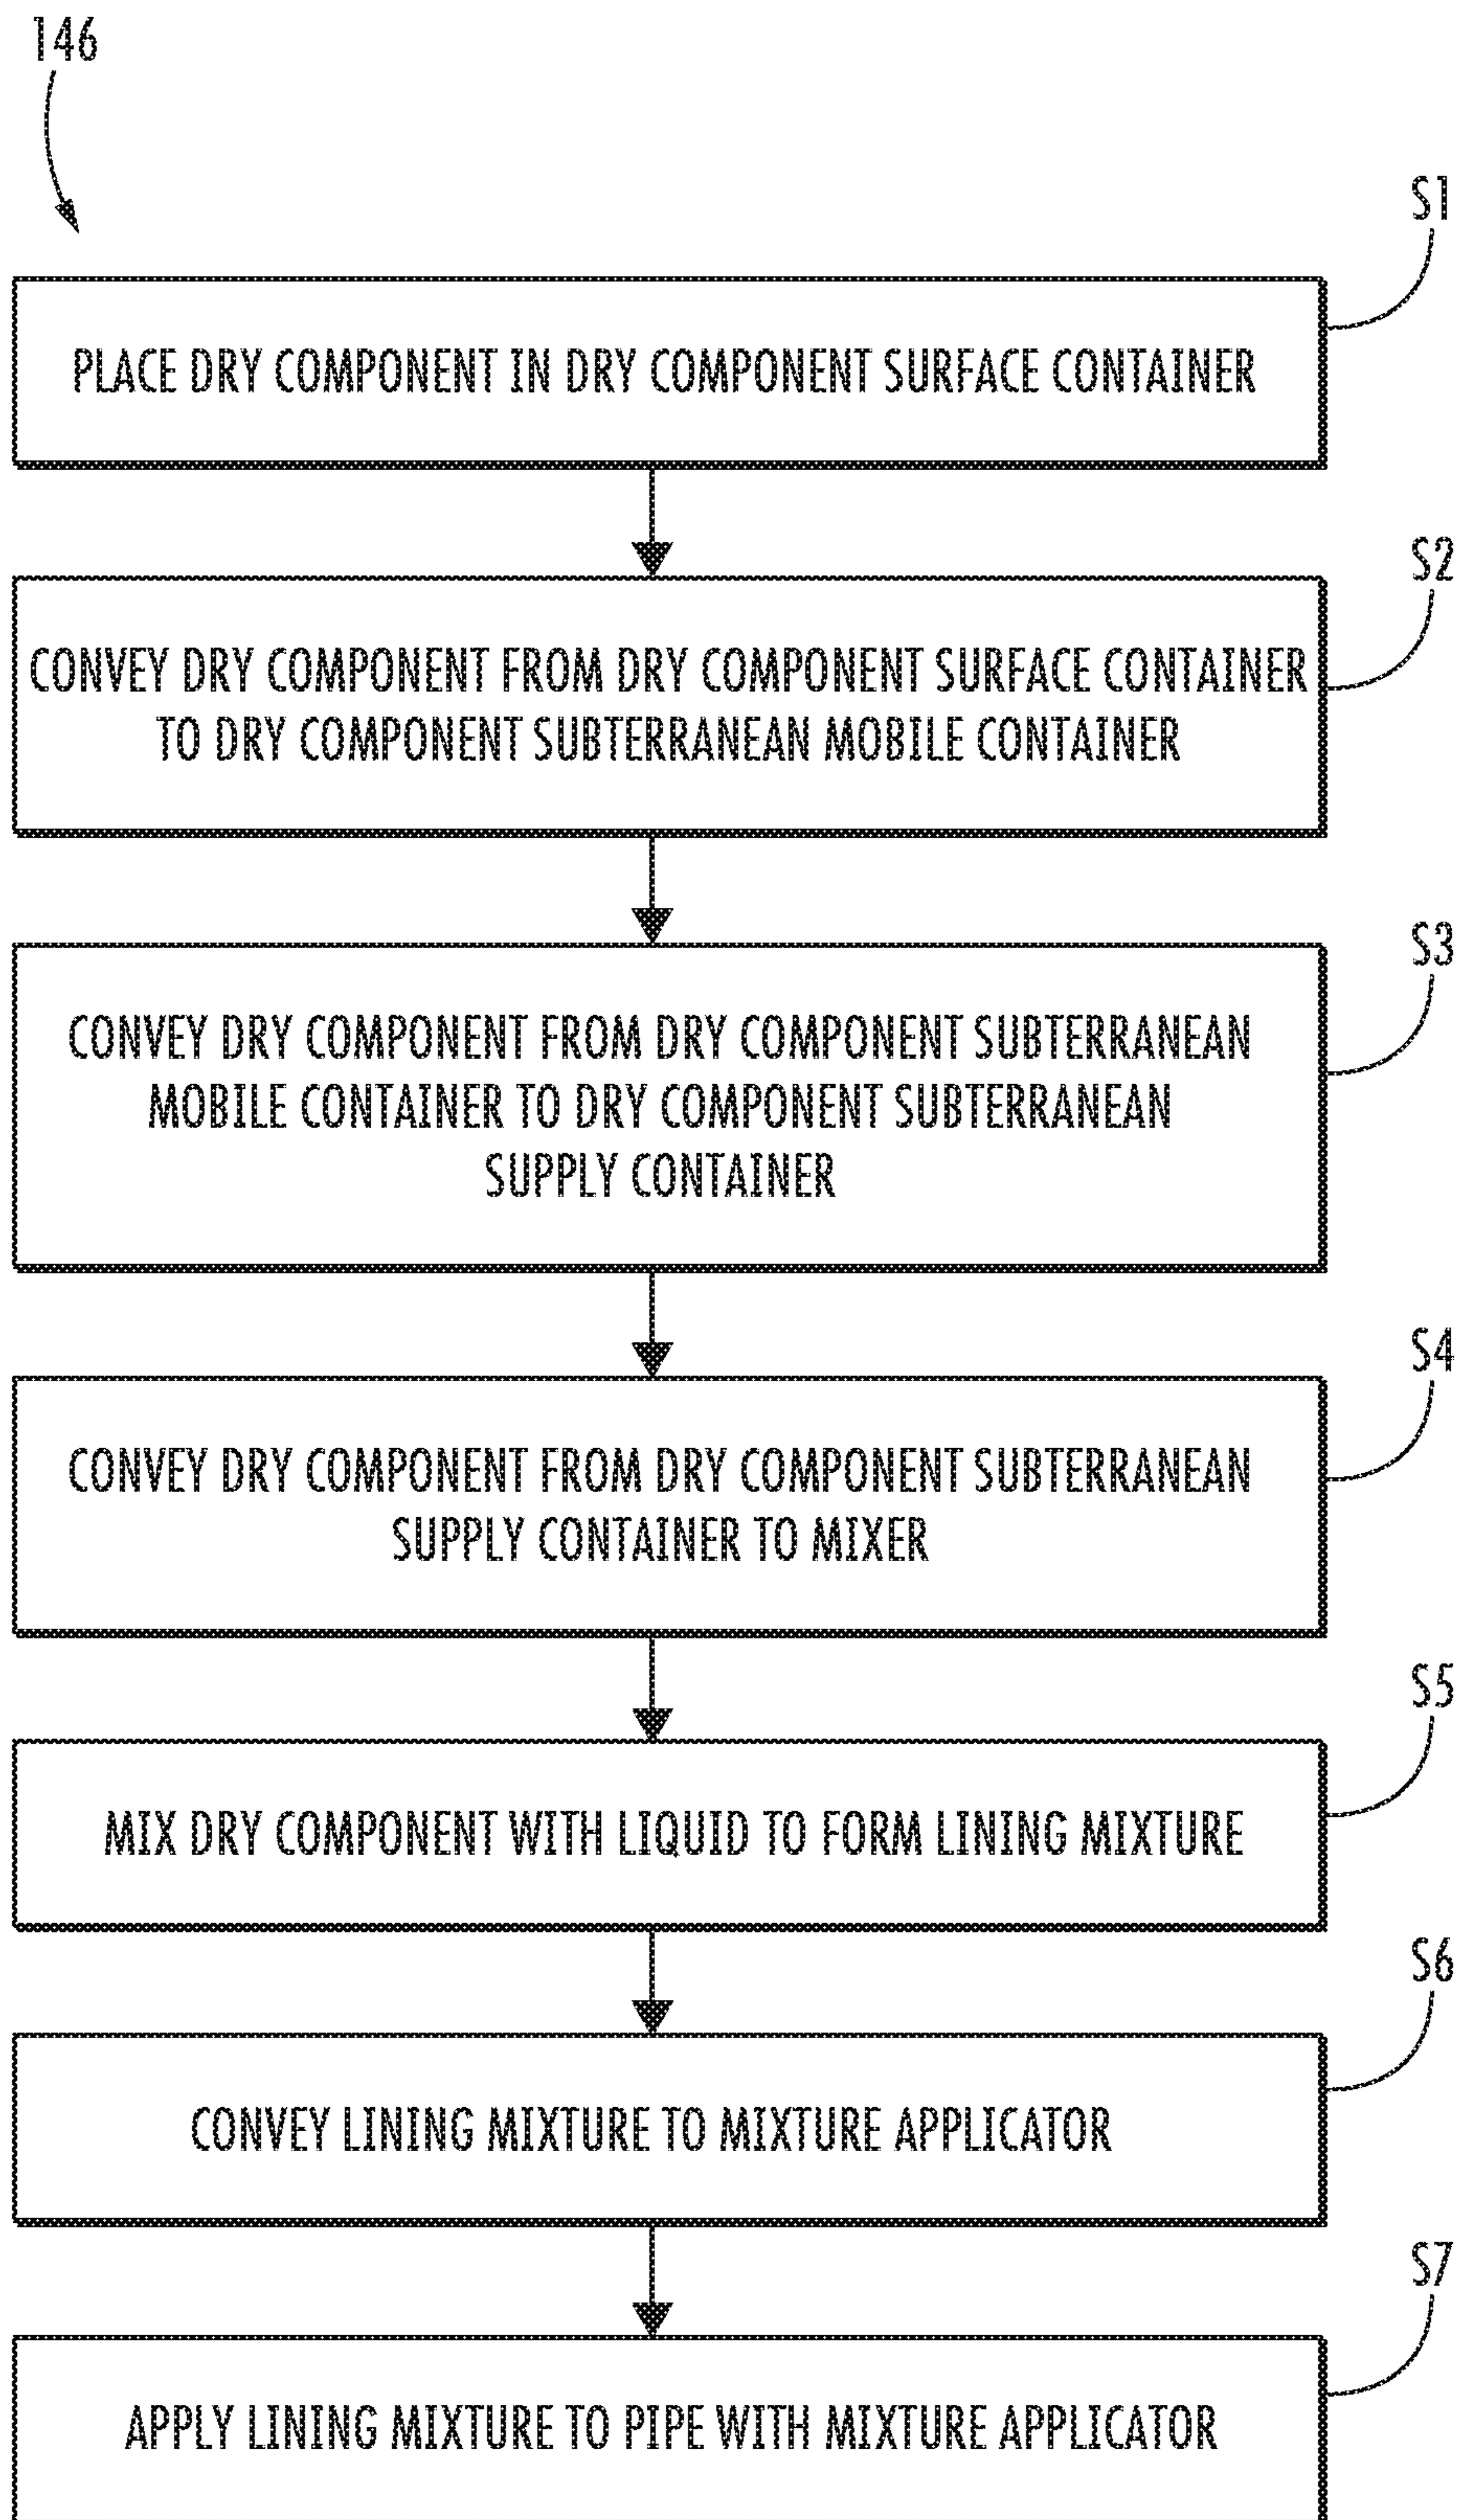 146
S1
PLACE DRY COMPONENT IN DRY COMPONENT SURFACE CONTAINER
S2
CONVEY DRY COMPONENT FROM DRY COMPONENT SURFACE CONTAINER
TO DRY COMPONENT SUBTERRANEAN MOBILE CONTAINER
S3
CONVEY DRY COMPONENT FROM DRY COMPONENT SUBTERRANEAN
MOBILE CONTAINER TO DRY COMPONENT SUBTERRANEAN
SUPPLY CONTAINER
S4
CONVEY DRY COMPONENT FROM DRY COMPONENT SUBTERRANEAN
SUPPLY CONTAINER TO MIXER
S5
MIX DRY COMPONENT WITH LIQUID TO FORM LINING MIXTURE
S6
CONVEY LINING MIXTURE TO MIXTURE APPLICATOR
S7
APPLY LINING MIXTURE TO PIPE WITH MIXTURE APPLICATOR